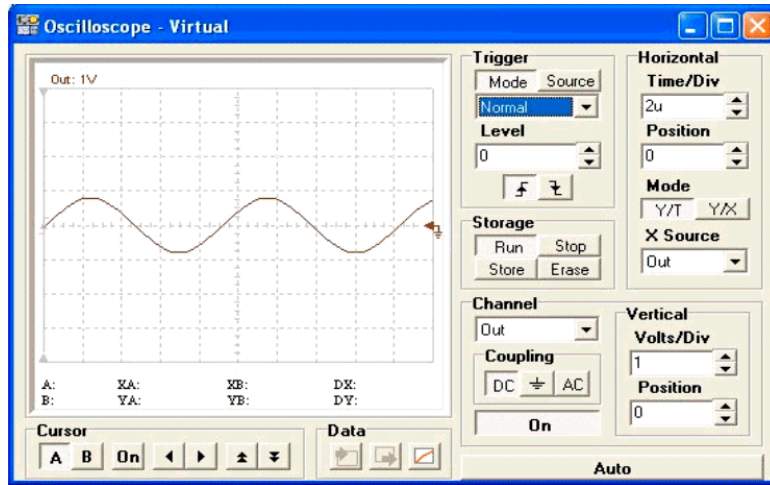 Oscilloscope - Virtual
Out: 1V
A: XA: XB: DX:
B: YA: YB: DY:
Cursor
A B On
Data
Trigger
Mode Source
Normal
Level
0
Storage
Run Stop
Store Erase
Horizontal
Time/Div
2u
Position
0
Mode
Y/T Y/X
X Source
Out
Channel
Out
Coupling
DC AC
On
Vertical
Volts/Div
1
Position
0
Auto